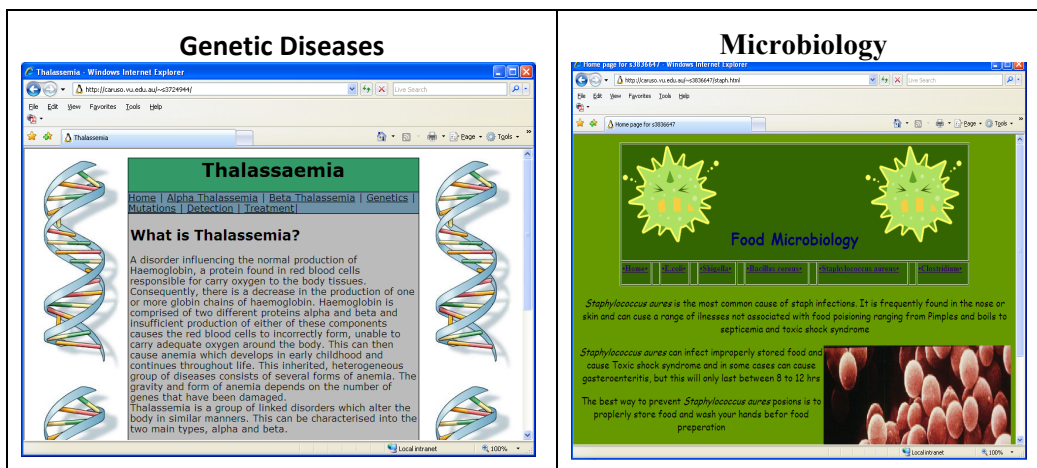 Genetic Diseases
Thalassemia - Windows Internet Explorer
http://caruso.vu.edu.au/~s3724944/
Live Search
File Edit View Favorites Tools Help
Thalassemia
Page Tools
Thalassaemia
Home | Alpha Thalassemia | Beta Thalassemia | Genetics |
Mutations | Detection | Treatment|
What is Thalassemia?
A disorder influencing the normal production of
Haemoglobin, a protein found in red blood cells
responsible for carry oxygen to the body tissues.
Consequently, there is a decrease in the production of one
or more globin chains of haemoglobin. Haemoglobin is
comprised of two different proteins alpha and beta and
insufficient production of either of these components
causes the red blood cells to incorrectly form, unable to
carry adequate oxygen around the body. This can then
cause anemia which develops in early childhood and
continues throughout life. This inherited, heterogeneous
group of diseases consists of several forms of anemia. The
gravity and form of anemia depends on the number of
genes that have been damaged.
Thalassemia is a group of linked disorders which alter the
body in similar manners. This can be characterised into the
two main types, alpha and beta.
Local intranet 100%
Microbiology
Home page for s3836647 - Windows Internet Explorer
http://caruso.vu.edu.au/~s3836647/staph.html
Live Search
File Edit View Favorites Tools Help
Home page for s3836647
Page Tools
Food Microbiology
•Home• •E.coli• •Shigella• •Bacillus cereus• •Staphylococcus aureus• •Clostridium•
Staphylococcus aures is the most common cause of staph infections. It is frequently found in the nose or
skin and can cuse a range of ilnesses not associated with food poisioning ranging from Pimples and boils to
septicemia and toxic shock syndrome
Staphylococcus aures can infect improperly stored food and
cause Toxic shock syndrome and in some cases can cause
gasteroenteritis, but this will only last between 8 to 12 hrs
The best way to prevent Staphylococcus aures posions is to
proplerly store food and wash your hands befor food
preperation
Local intranet 100%